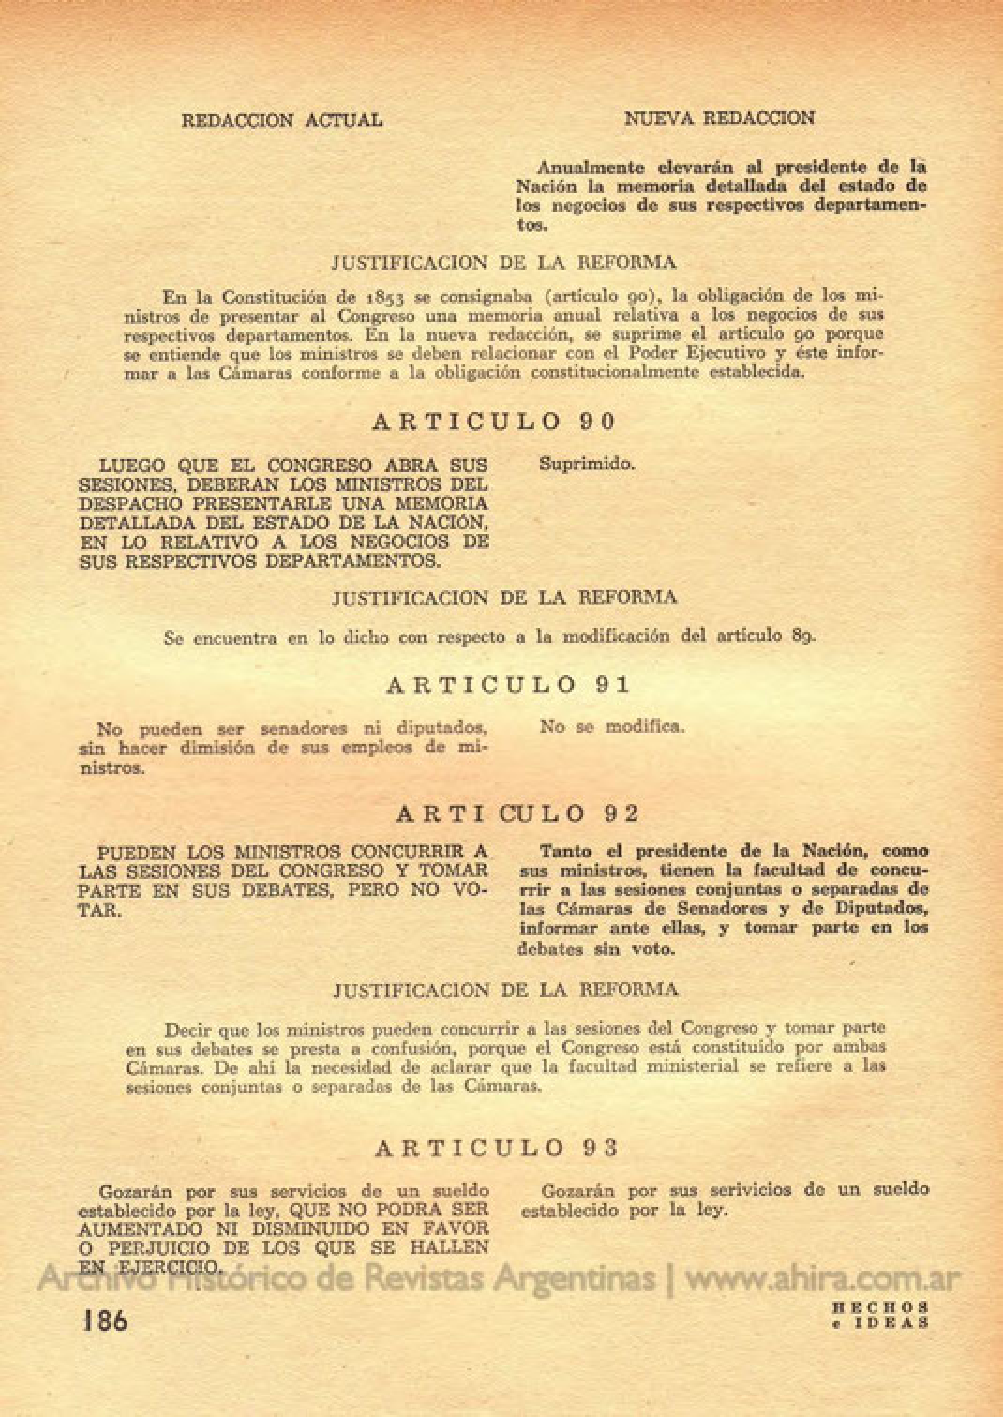 REDACCION ACTUAL
NUEVA REDACCION
Anualmente elevarán al presidente de la
Nación la memoria detallada del estado de
los negocios de sus respectivos departamen-
tos.
JUSTIFICACION DE LA REFORMA
En la Constitución de 1853 se consignaba (artículo 90), la obligación de los mi-
nistros de presentar al Congreso una memoria anual relativa a los negocios de sus
respectivos departamentos. En la nueva redacción, se suprime el artículo 90 porque
se entiende que los ministros se deben relacionar con el Poder Ejecutivo y éste infor-
mar a las Cámaras conforme a la obligación constitucionalmente establecida.
ARTICULO 90
LUEGO QUE EL CONGRESO ABRA SUS
SESIONES, DEBERAN LOS MINISTROS DEL
DESPACHO PRESENTARLE UNA MEMORIA
DETALLADA DEL ESTADO DE LA NACIÓN,
EN LO RELATIVO A LOS NEGOCIOS DE
SUS RESPECTIVOS DEPARTAMENTOS.
Suprimido.
JUSTIFICACION DE LA REFORMA
Se encuentra en lo dicho con respecto a la modificación del artículo 89.
ARTICULO 91
No pueden ser senadores ni diputados,
sin hacer dimisión de sus empleos de mi-
nistros.
No se modifica.
ARTICULO 92
PUEDEN LOS MINISTROS CONCURRIR A
LAS SESIONES DEL CONGRESO Y TOMAR
PARTE EN SUS DEBATES, PERO NO VO-
TAR.
Tanto el presidente de la Nación, como
sus ministros, tienen la facultad de concu-
rrir a las sesiones conjuntas o separadas de
las Cámaras de Senadores y de Diputados,
informar ante ellas, y tomar parte en los
debates sin voto.
JUSTIFICACION DE LA REFORMA
Decir que los ministros pueden concurrir a las sesiones del Congreso y tomar parte
en sus debates se presta a confusión, porque el Congreso está constituido por ambas
Cámaras. De ahí la necesidad de aclarar que la facultad ministerial se refiere a las
sesiones conjuntas o separadas de las Cámaras.
ARTICULO 93
Gozarán por sus servicios de un sueldo
establecido por la ley, QUE NO PODRA SER
AUMENTADO NI DISMINUIDO EN FAVOR
O PERJUICIO DE LOS QUE SE HALLEN
EN EJERCICIO.
Gozarán por sus serivicios de un sueldo
establecido por la ley.
Archivo Histórico de Revistas Argentinas | www.ahira.com.ar
186
HECHOS
e IDEAS